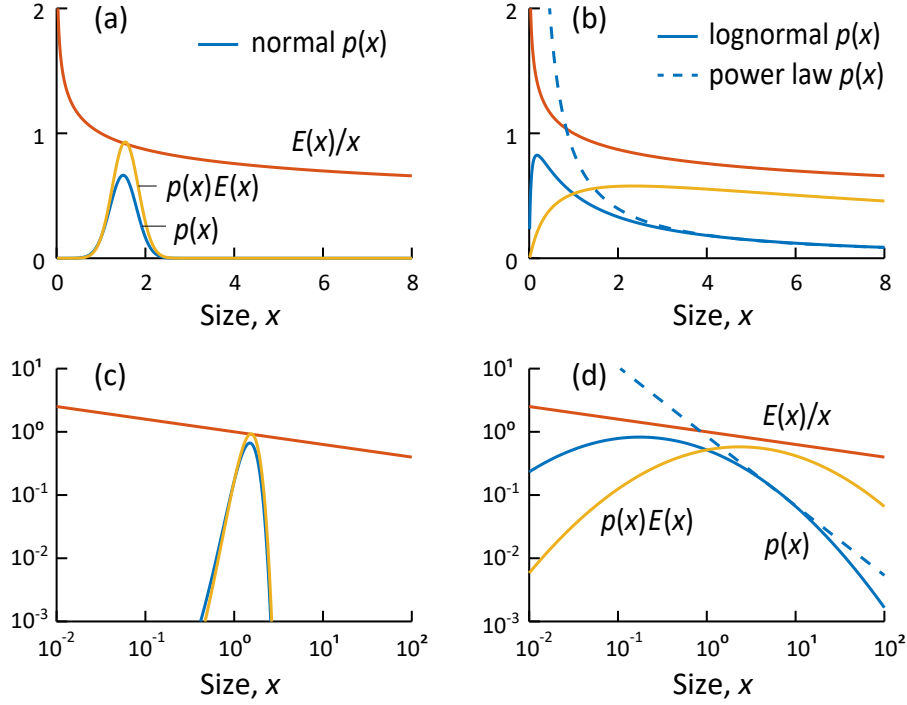 (a)
normal p(x)
2
1
0
E(x)/x
p(x)E(x)
p(x)
0 2 4 6 8
Size, x
(b)
lognormal p(x)
power law p(x)
2
1
0
0 2 4 6 8
Size, x
(c)
10¹
10⁰
10⁻¹
10⁻²
10⁻³
10⁻² 10⁻¹ 10⁰ 10²
Size, x
(d)
10¹
10⁰
10⁻¹
10⁻²
10⁻³
E(x)/x
p(x)E(x)
p(x)
10⁻² 10⁻¹ 10⁰ 10 10²
Size, x